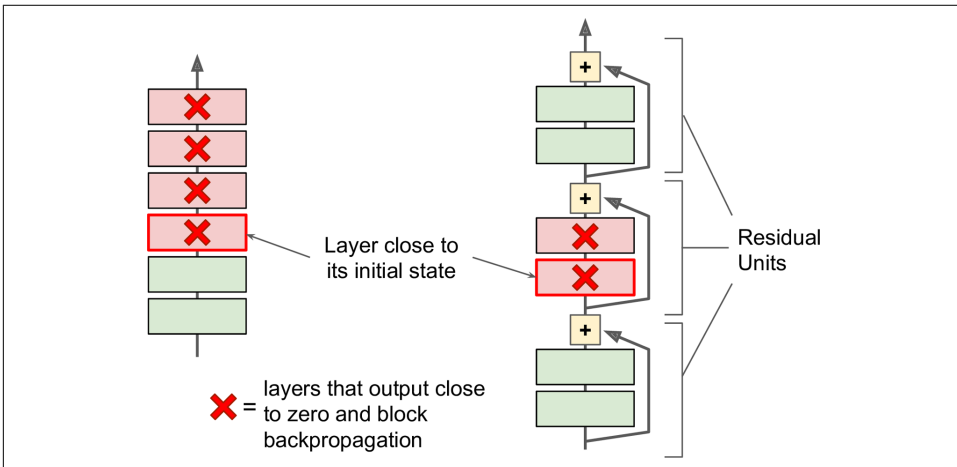 +
+
Layer close to
its initial state
Residual
Units
+
= layers that output close
to zero and block
backpropagation